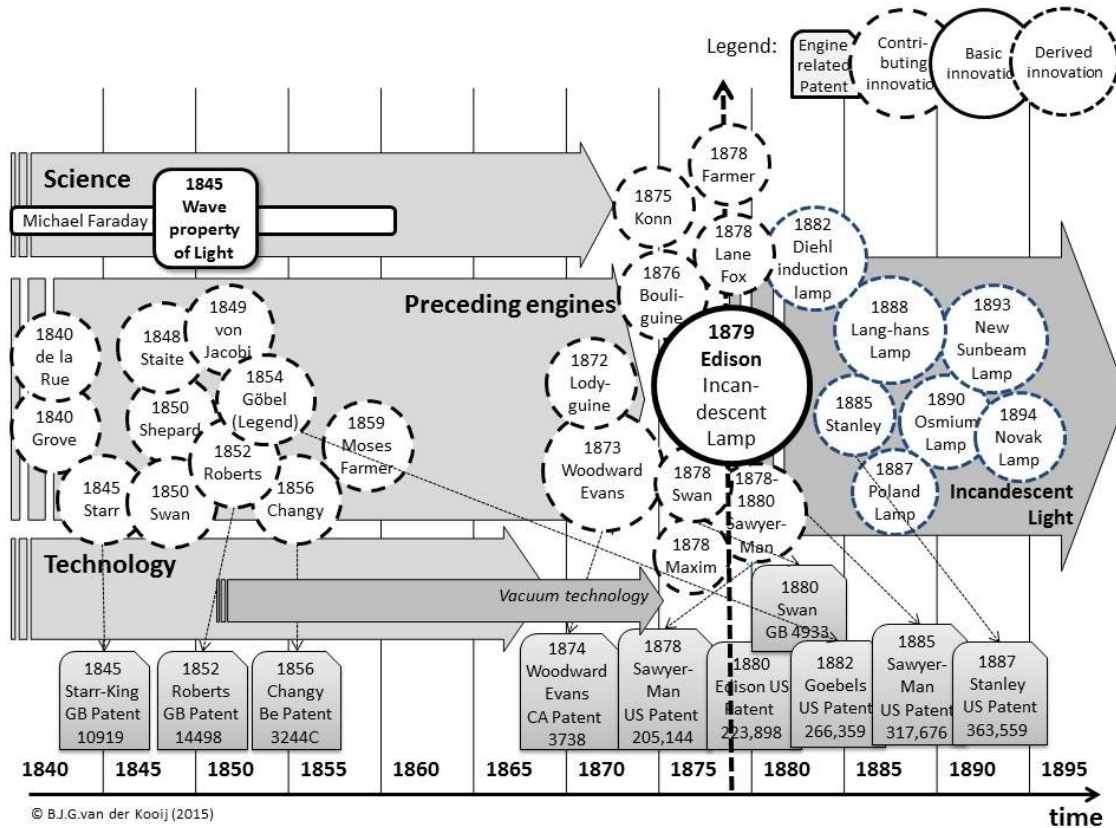 Legend:
Engine
related
Patent
Contri-
buting
innovation
Basic
innovation
Derived
innovation
Science
Michael Faraday
1845
Wave
property
of Light
1878
Farmer
1875
Konn
1878
Lane
Fox
1882
Diehl
induction
lamp
Preceding engines
1876
Bouli-
guine
1840
de la
Rue
1848
Staite
1849
von
Jacobi
1854
Göbel
(Legend)
1872
Lody-
guine
1879
Edison
Incan-
descent
Lamp
1888
Lang-hans
Lamp
1893
New
Sunbeam
Lamp
1840
Grove
1850
Shepard
1852
Roberts
1859
Moses
Farmer
1873
Woodward
Evans
1885
Stanley
1890
Osmium
Lamp
1894
Novak
Lamp
1845
Starr
1850
Swan
1856
Changy
1878
Swan
1878-
1880
Sawyer-
Man
1887
Poland
Lamp
Incandescent
Light
1878
Maxim
Technology
Vacuum technology
1880
Swan
GB 4933
1845
Starr-King
GB Patent
10919
1852
Roberts
GB Patent
14498
1856
Changy
Be Patent
3244C
1874
Woodward
Evans
CA Patent
3738
1878
Sawyer-
Man
US Patent
205,144
1880
Edison US
Patent
223,898
1882
Goebels
US Patent
266,359
1885
Sawyer-
Man
US Patent
317,676
1887
Stanley
US Patent
363,559
1840 1845 1850 1855 1860 1865 1870 1875 1880 1885 1890 1895
© B.J.G.van der Kooij (2015)
time